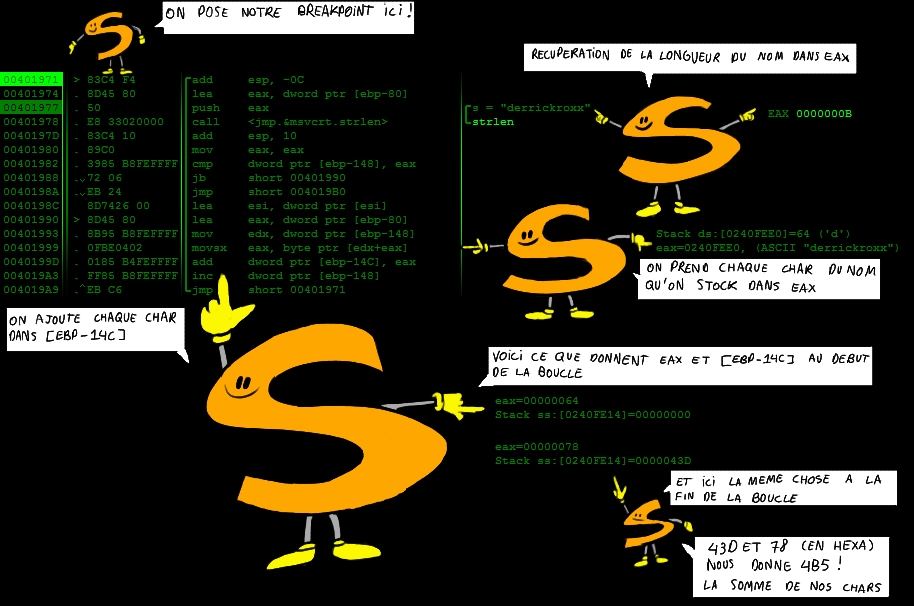 ON POSE NOTRE BREAKPOINT ici !
RECUPERATION DE LA LONGUEUR DU NOM DANS EAX
00401971 > 83C4 F4 add esp, -0C
00401974 . 8D45 80 lea eax, dword ptr [ebp-80]
00401977 . 50 push eax s = "derrickroxx"
00401978 . E8 33020000 call <jmp.&msvcrt.strlen> strlen
EAX 0000000B
0040197D . 83C4 10 add esp, 10
00401980 . 89C0 mov eax, eax
00401982 . 3985 B8FEFFFF cmp dword ptr [ebp-148], eax
00401988 .v 72 06 jb short 00401990
0040198A .v EB 24 jmp short 004019B0
0040198C . 8D7426 00 lea esi, dword ptr [esi]
00401990 > 8D45 80 lea eax, dword ptr [ebp-80]
00401993 . 8B95 B8FEFFFF mov edx, dword ptr [ebp-148]
00401999 . 0FBE0402 movsx eax, byte ptr [edx+eax]
0040199D . 0185 B4FEFFFF add dword ptr [ebp-14C], eax
004019A3 . FF85 B8FEFFFF inc dword ptr [ebp-148]
004019A9 .^ EB C6 jmp short 00401971
Stack ds:[0240FEE0]=64 ('d')
eax=0240FEE0, (ASCII "derrickroxx")
ON PREND CHAQUE CHAR DU NOM
QU'ON STOCK DANS EAX
ON AJOUTE CHAQUE CHAR
DANS [EBP-14C]
VOICI CE QUE DONNENT EAX ET [EBP-14C] AU DEBUT
DE LA BOUCLE
eax=00000064
Stack ss:[0240FE14]=00000000
eax=00000078
Stack ss:[0240FE14]=0000043D
ET ici LA MEME CHOSE A LA
FIN DE LA BOUCLE
43D ET 78 (EN HEXA)
NOUS DONNE 4B5 !
LA SOMME DE NOS CHARS